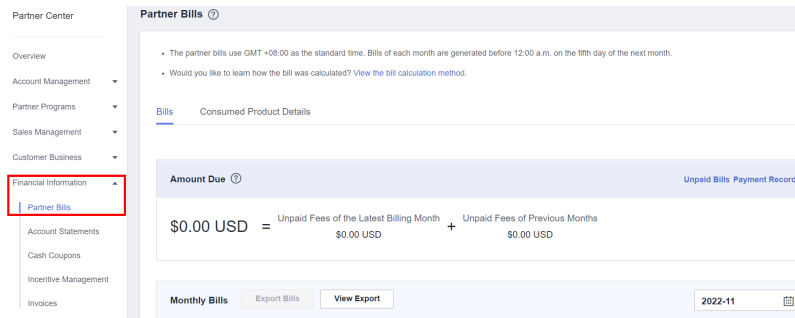 Partner Center
Overview
Account Management
Partner Programs
Sales Management
Customer Business
Financial Information
Partner Bills
Account Statements
Cash Coupons
Incentive Management
Invoices
Partner Bills ?
• The partner bills use GMT +08:00 as the standard time. Bills of each month are generated before 12:00 a.m. on the fifth day of the next month.
• Would you like to learn how the bill was calculated? View the bill calculation method.
Bills Consumed Product Details
Amount Due ? Unpaid Bills Payment Record
$0.00 USD = Unpaid Fees of the Latest Billing Month + Unpaid Fees of Previous Months
$0.00 USD $0.00 USD
Monthly Bills Export Bills View Export 2022-11